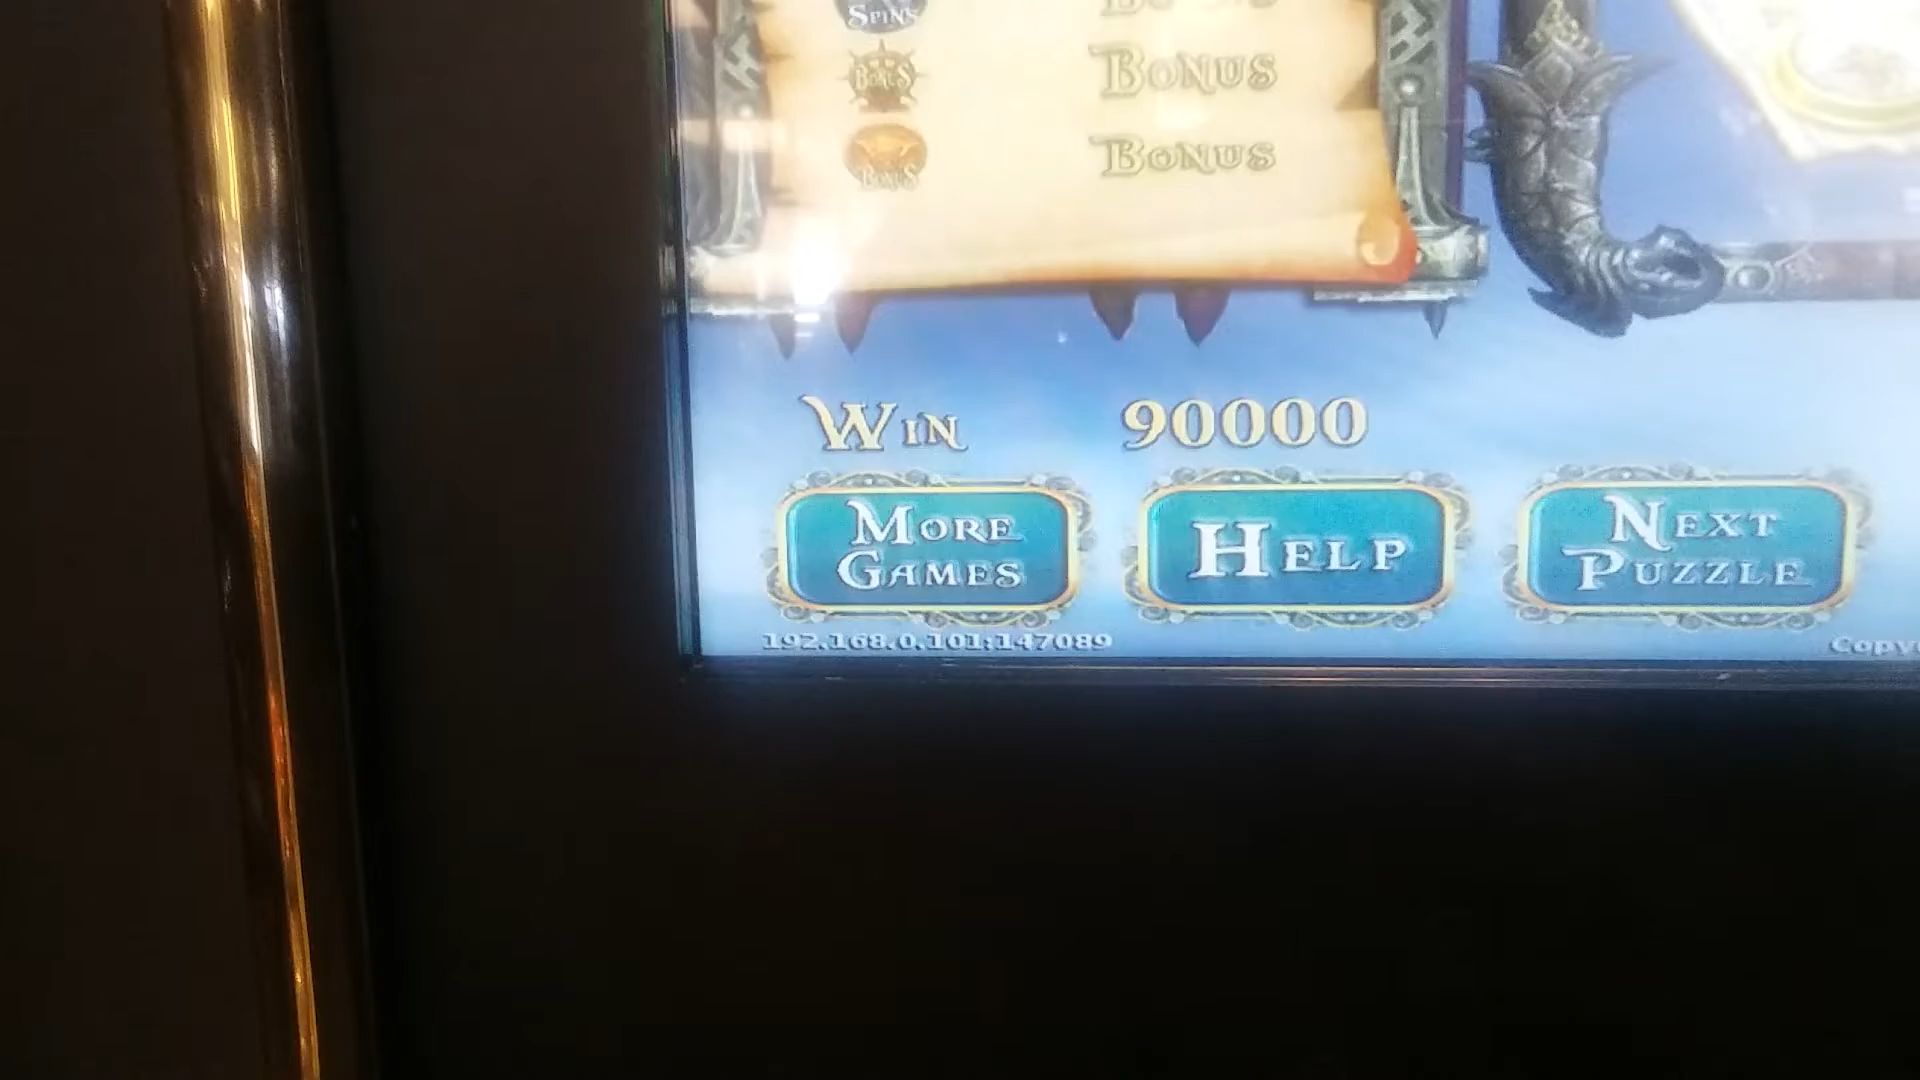 SPINS
BONUS BONUS
BONUS BONUS
WIN 90000
MORE GAMES
HELP
NEXT PUZZLE
192.168.0.101:147089